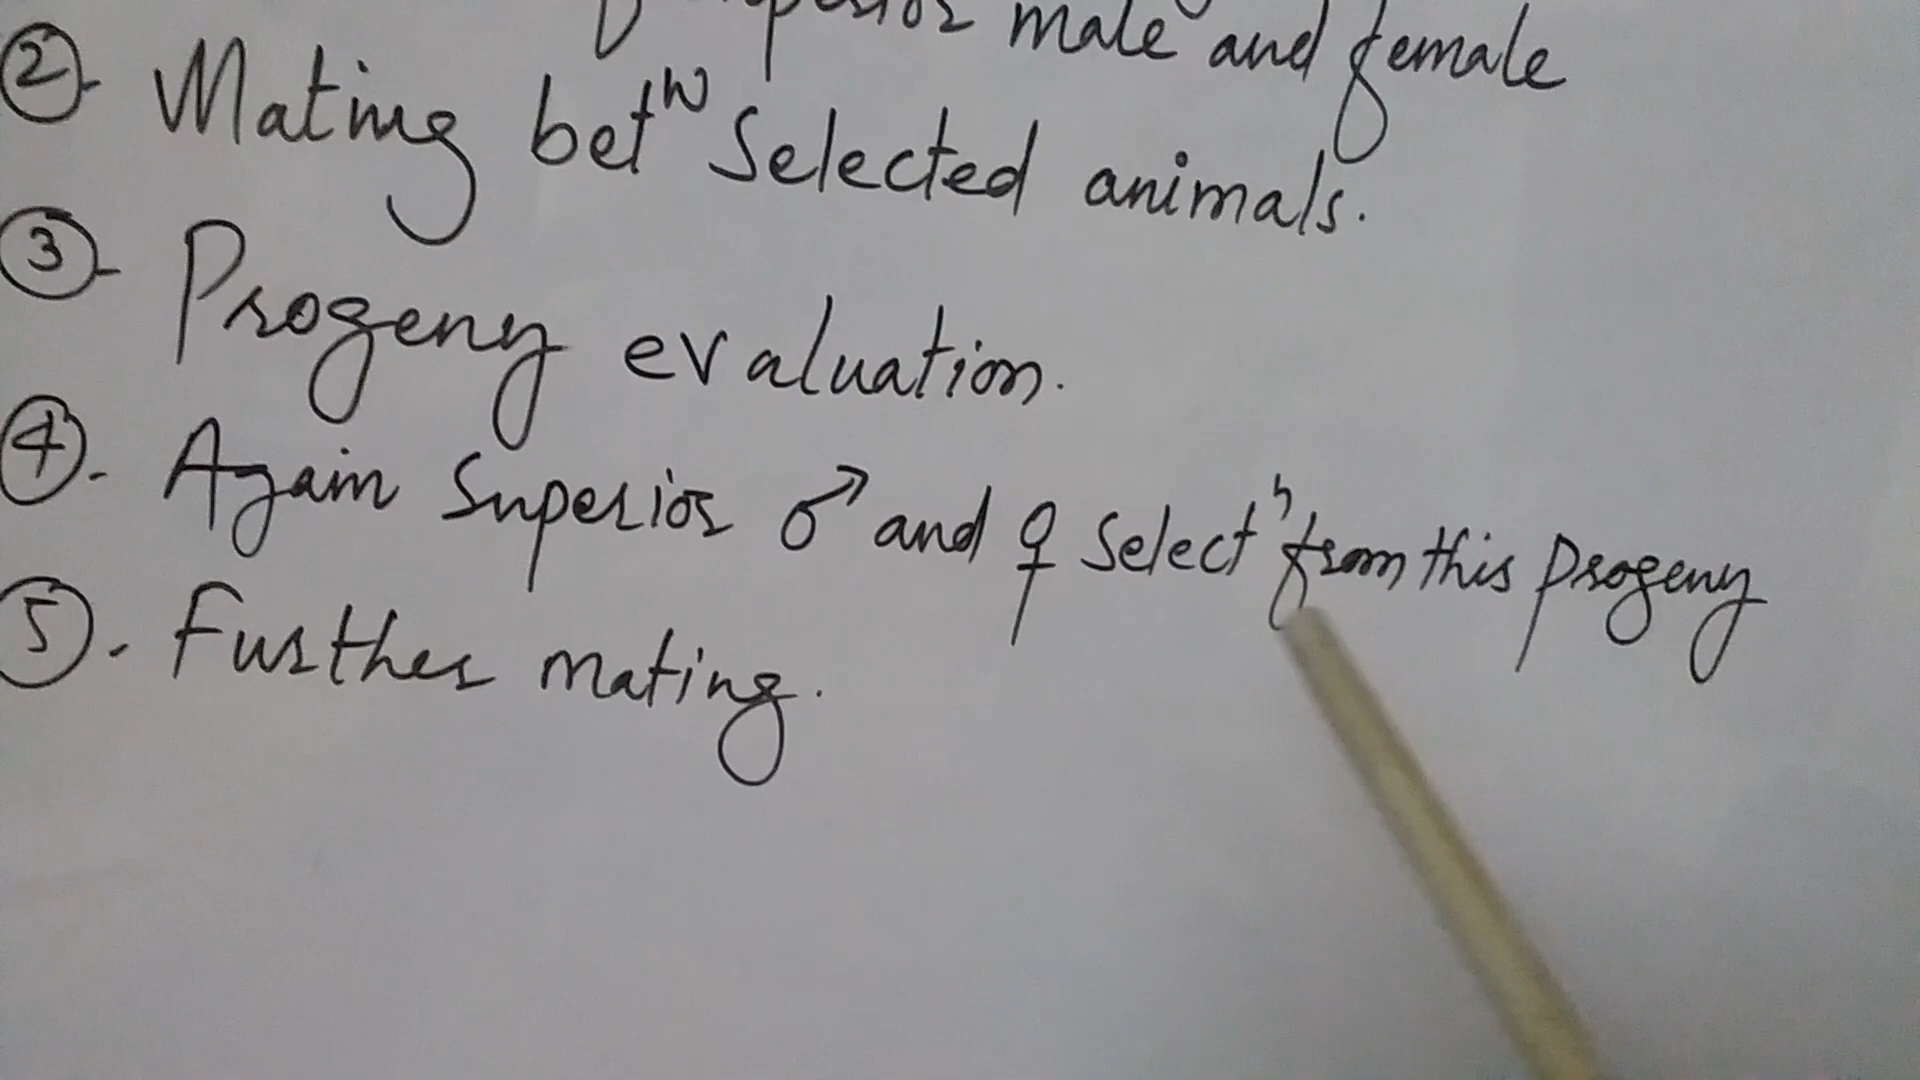 male and female
②- Mating betᵂ Selected animals.
③- Progeny evaluation.
④- Again Superior ♂ and ♀ Selectⁿ from this progeny
⑤. Further mating.